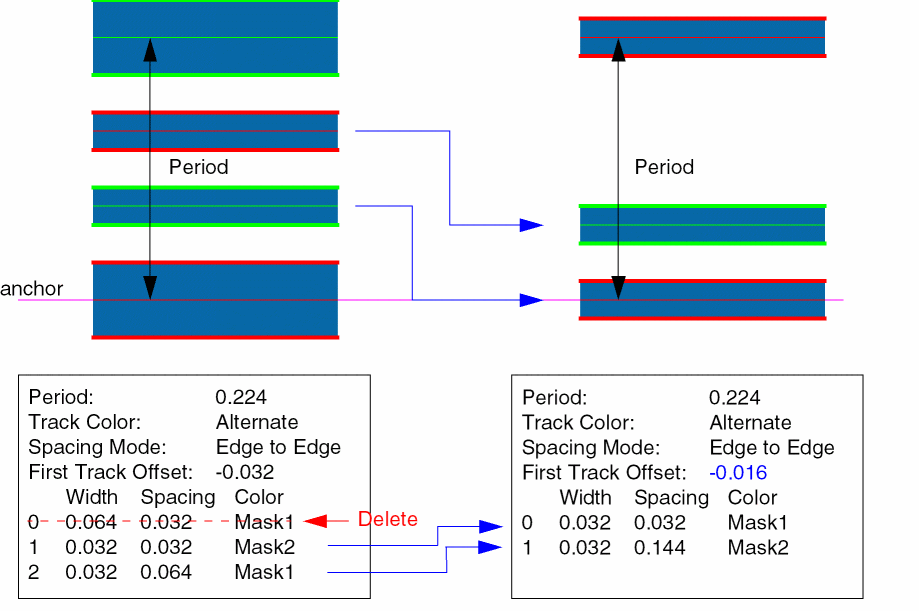 Period
Period
anchor
Period: 0.224
Track Color: Alternate
Spacing Mode: Edge to Edge
First Track Offset: -0.032
Width Spacing Color
0 0.064 0.032 Mask1
Delete
1 0.032 0.032 Mask2
2 0.032 0.064 Mask1
Period: 0.224
Track Color: Alternate
Spacing Mode: Edge to Edge
First Track Offset: -0.016
Width Spacing Color
0 0.032 0.032 Mask1
1 0.032 0.144 Mask2